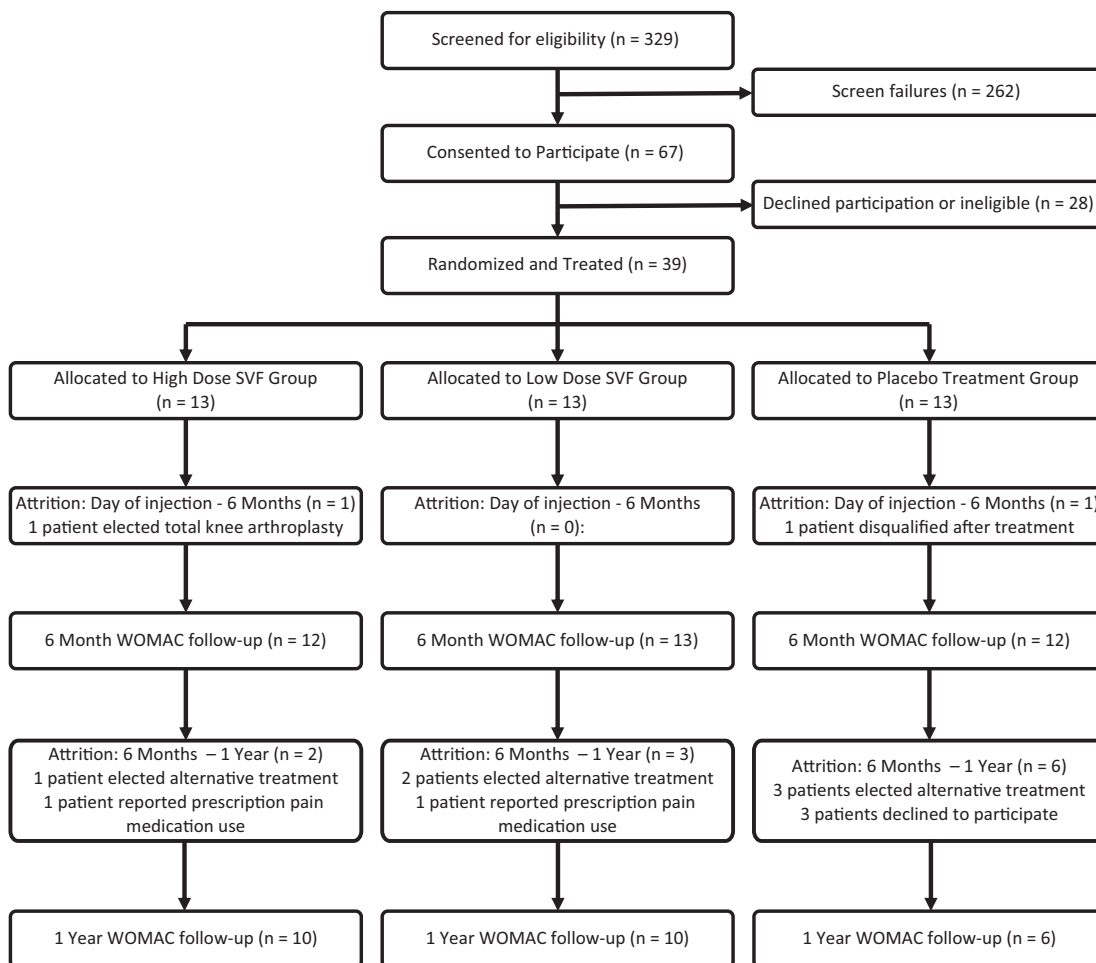 Screened for eligibility (n = 329)
Screen failures (n = 262)
Consented to Participate (n = 67)
Declined participation or ineligible (n = 28)
Randomized and Treated (n = 39)
Allocated to High Dose SVF Group
(n = 13)
Allocated to Low Dose SVF Group
(n = 13)
Allocated to Placebo Treatment Group
(n = 13)
Attrition: Day of injection - 6 Months (n = 1)
1 patient elected total knee arthroplasty
Attrition: Day of injection - 6 Months
(n = 0):
Attrition: Day of injection - 6 Months (n = 1)
1 patient disqualified after treatment
6 Month WOMAC follow-up (n = 12)
6 Month WOMAC follow-up (n = 13)
6 Month WOMAC follow-up (n = 12)
Attrition: 6 Months – 1 Year (n = 2)
1 patient elected alternative treatment
1 patient reported prescription pain
medication use
Attrition: 6 Months – 1 Year (n = 3)
2 patients elected alternative treatment
1 patient reported prescription pain
medication use
Attrition: 6 Months – 1 Year (n = 6)
3 patients elected alternative treatment
3 patients declined to participate
1 Year WOMAC follow-up (n = 10)
1 Year WOMAC follow-up (n = 10)
1 Year WOMAC follow-up (n = 6)